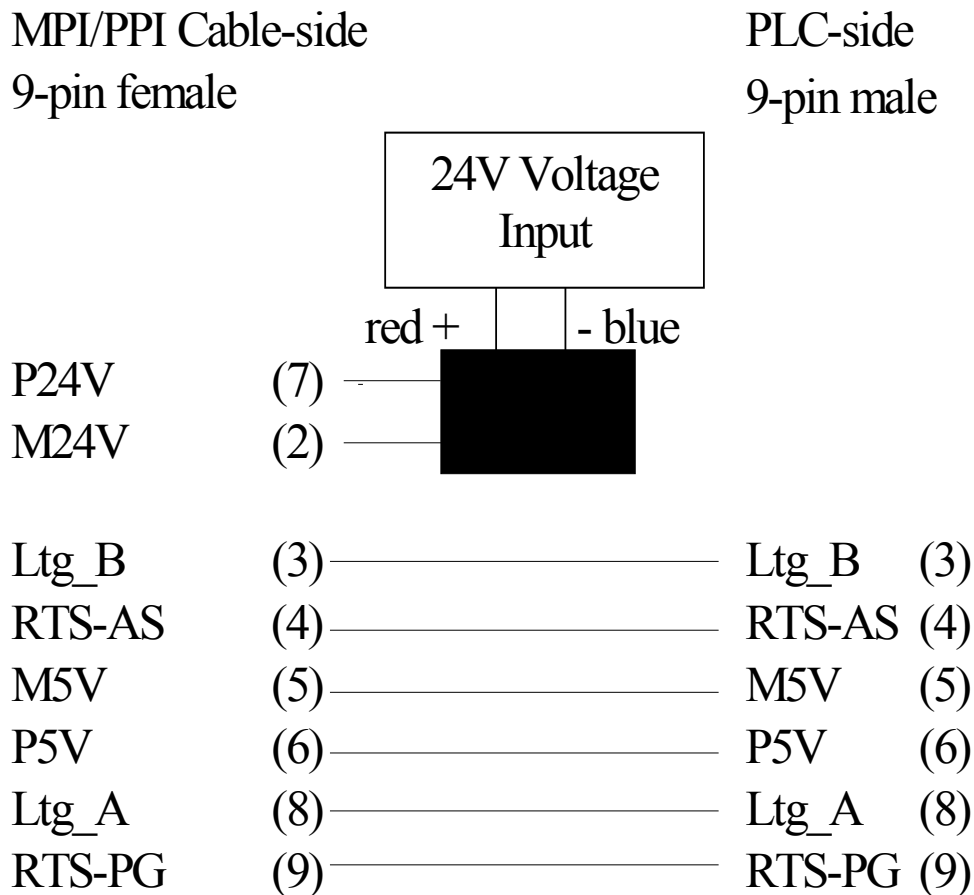 MPI/PPI Cable-side PLC-side
9-pin female 9-pin male
24V Voltage
Input
red + - blue
P24V (7)
M24V (2)
Ltg_B (3) Ltg_B (3)
RTS-AS (4) RTS-AS (4)
M5V (5) M5V (5)
P5V (6) P5V (6)
Ltg_A (8) Ltg_A (8)
RTS-PG (9) RTS-PG (9)